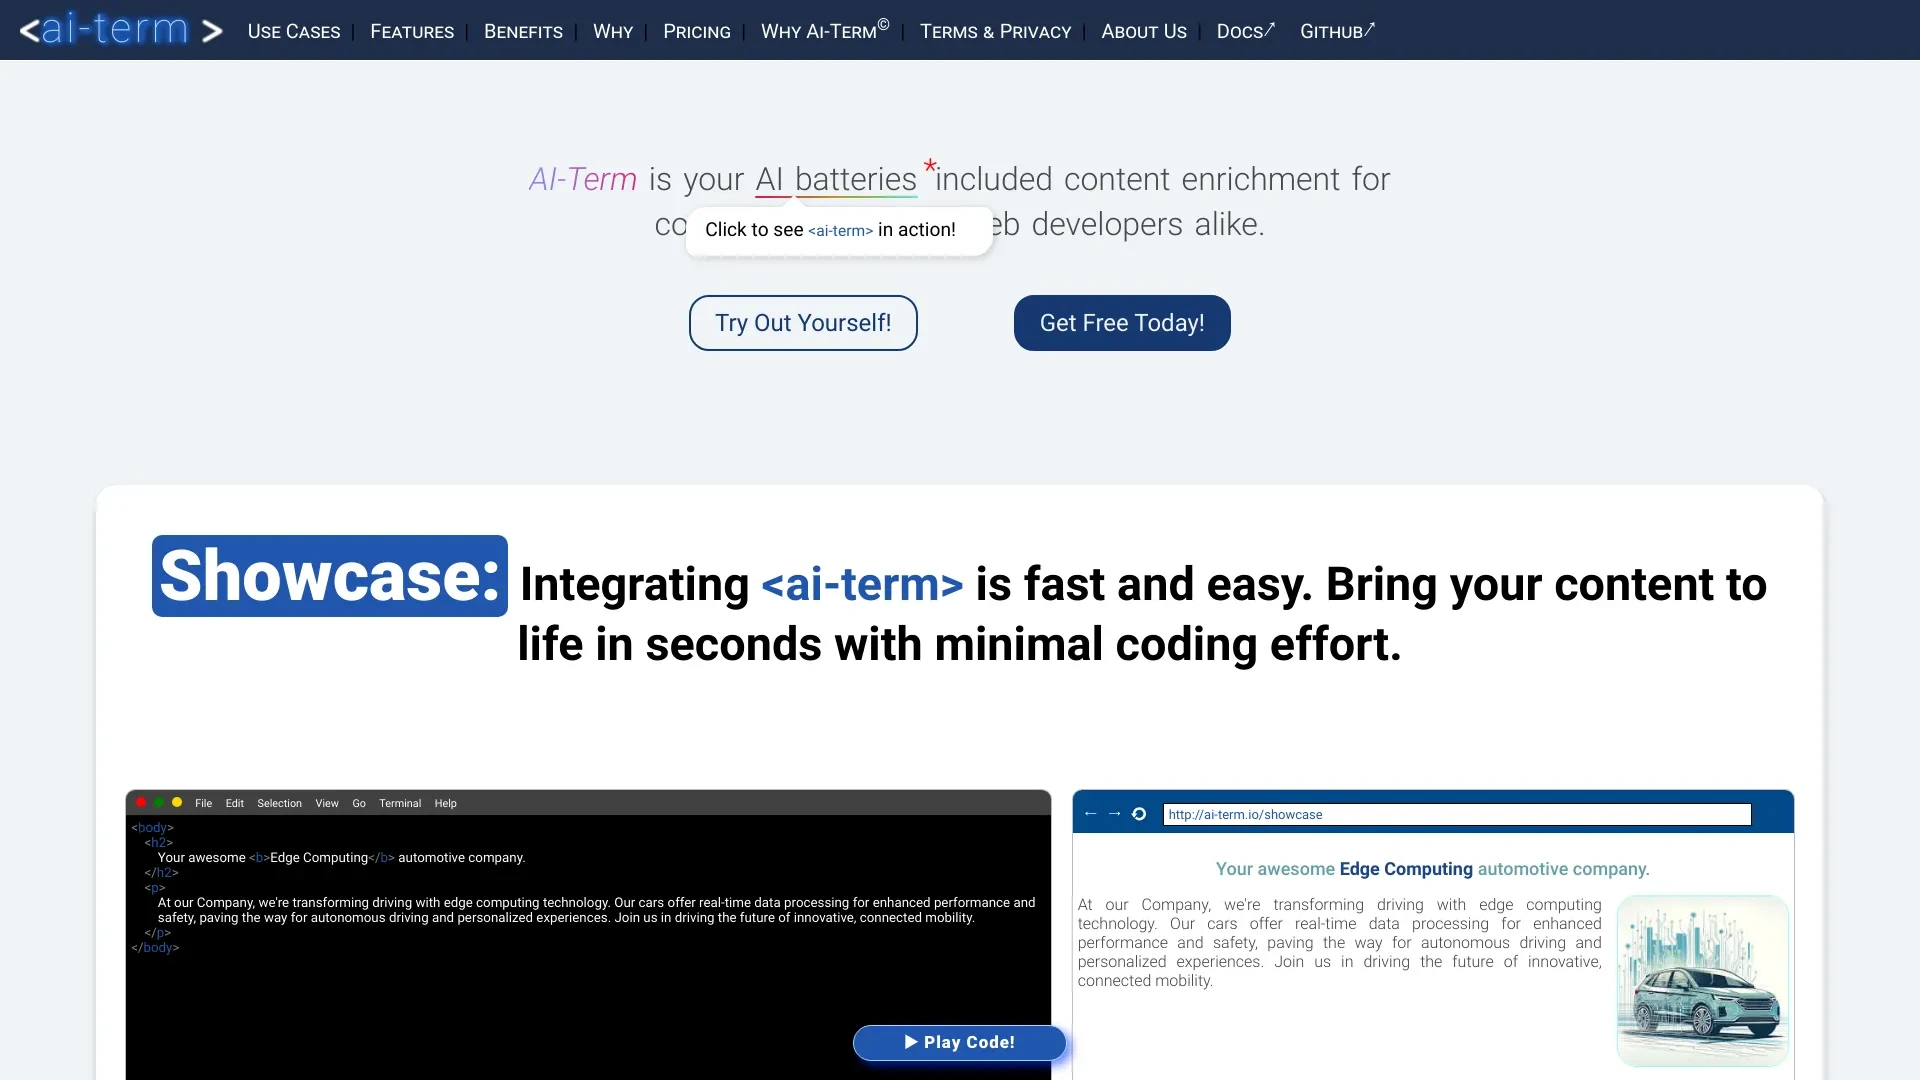 <ai-term >
Use Cases | Features | Benefits | Why | Pricing | Why Ai-Term© | Terms & Privacy | About Us | Docs↗ Github↗
AI-Term is your AI batteries *included content enrichment for
developers alike.
Click to see <ai-term> in action!
Try Out Yourself!
Get Free Today!
Showcase: Integrating <ai-term> is fast and easy. Bring your content to
life in seconds with minimal coding effort.
File Edit Selection View Go Terminal Help
<body>
<h2>
Your awesome <b>Edge Computing</b> automotive company.
</h2>
<p>
At our Company, we're transforming driving with edge computing technology. Our cars offer real-time data processing for enhanced performance and
safety, paving the way for autonomous driving and personalized experiences. Join us in driving the future of innovative, connected mobility.
</p>
</body>
▶ Play Code!
← →
http://ai-term.io/showcase
Your awesome Edge Computing automotive company.
At our Company, we're transforming driving with edge computing
technology. Our cars offer real-time data processing for enhanced
performance and safety, paving the way for autonomous driving and
personalized experiences. Join us in driving the future of innovative,
connected mobility.